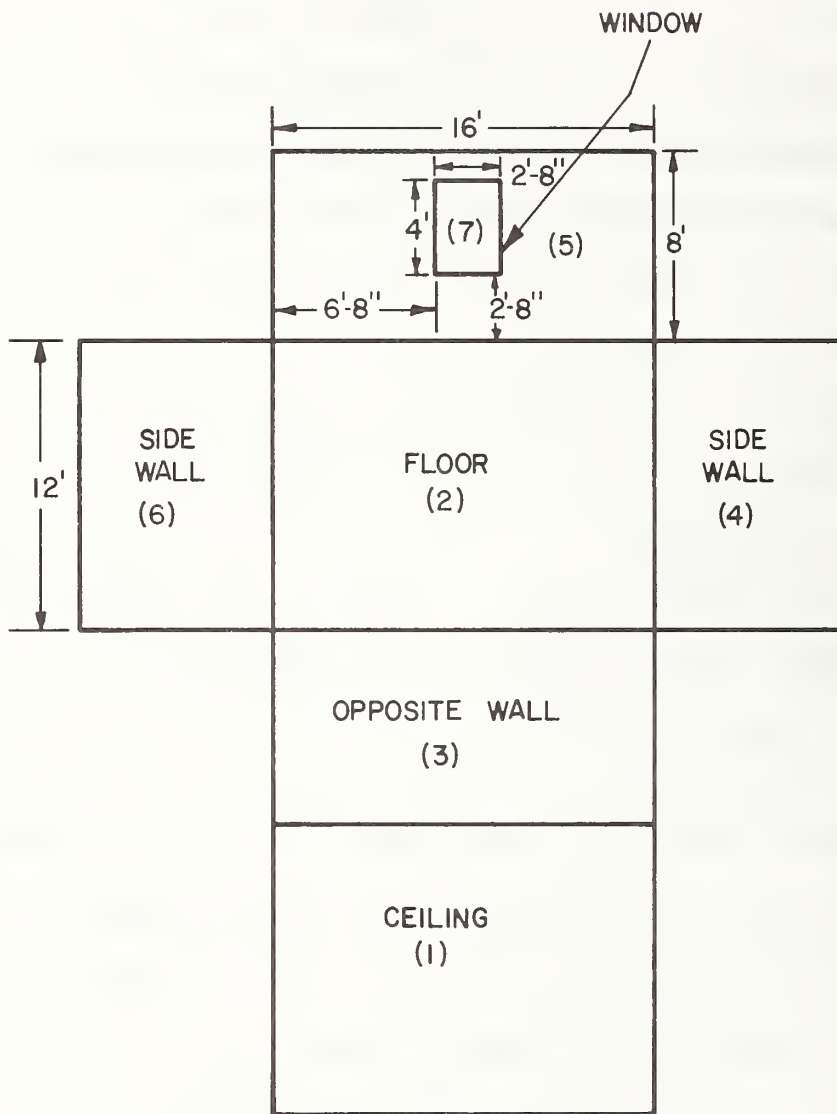 WINDOW
16'
2'-8"
4'
(7)
(5)
8'
6'-8"
2'-8"
12'
SIDE
WALL
(6)
FLOOR
(2)
SIDE
WALL
(4)
OPPOSITE WALL
(3)
CEILING
(1)